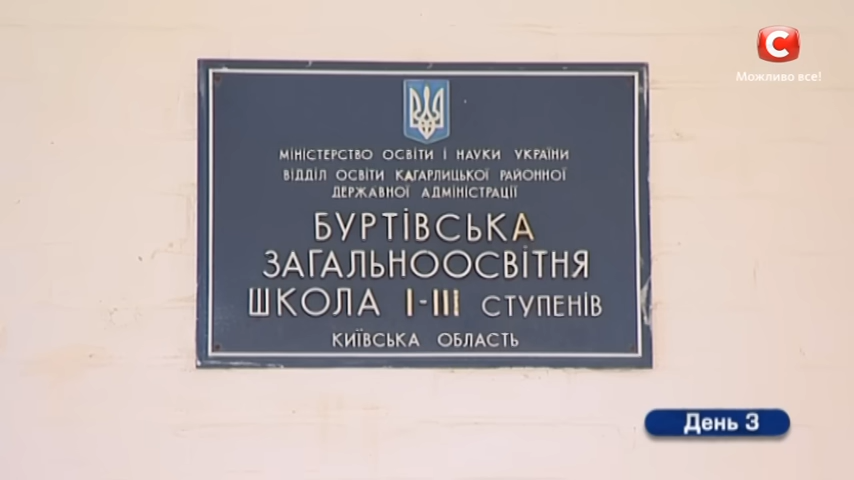 С
Можливо все!
МІНІСТЕРСТВО ОСВІТИ І НАУКИ УКРАЇНИ
ВІДДІЛ ОСВІТИ КАГАРЛИЦЬКОЇ РАЙОННОЇ
ДЕРЖАВНОЇ АДМІНІСТРАЦІЇ
БУРТІВСЬКА
ЗАГАЛЬНООСВІТНЯ
ШКОЛА І-ІІІ СТУПЕНІВ
КИЇВСЬКА ОБЛАСТЬ
День 3